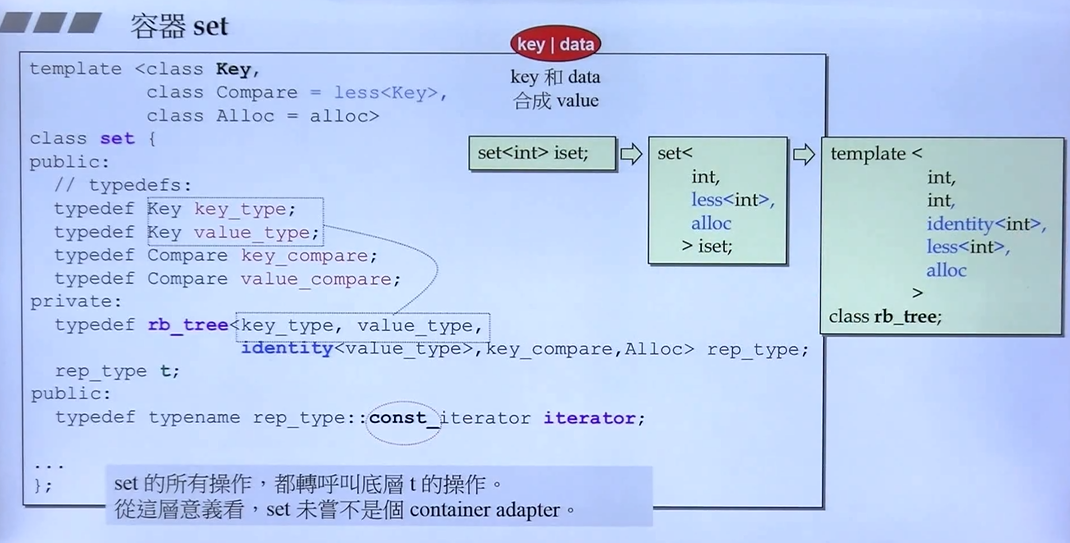 容器 set
key | data
key 和 data
合成 value
template <class Key,
class Compare = less<Key>,
class Alloc = alloc>
class set {
public:
// typedefs:
typedef Key key_type;
typedef Key value_type;
typedef Compare key_compare;
typedef Compare value_compare;
private:
typedef rb_tree<key_type, value_type,
identity<value_type>,key_compare,Alloc> rep_type;
rep_type t;
public:
typedef typename rep_type::const_iterator iterator;
...
};
set<int> iset;
set<
int,
less<int>,
alloc
> iset;
template <
int,
int,
identity<int>,
less<int>,
alloc
>
class rb_tree;
set 的所有操作，都轉呼叫底層 t 的操作。
從這層意義看，set 未嘗不是個 container adapter。